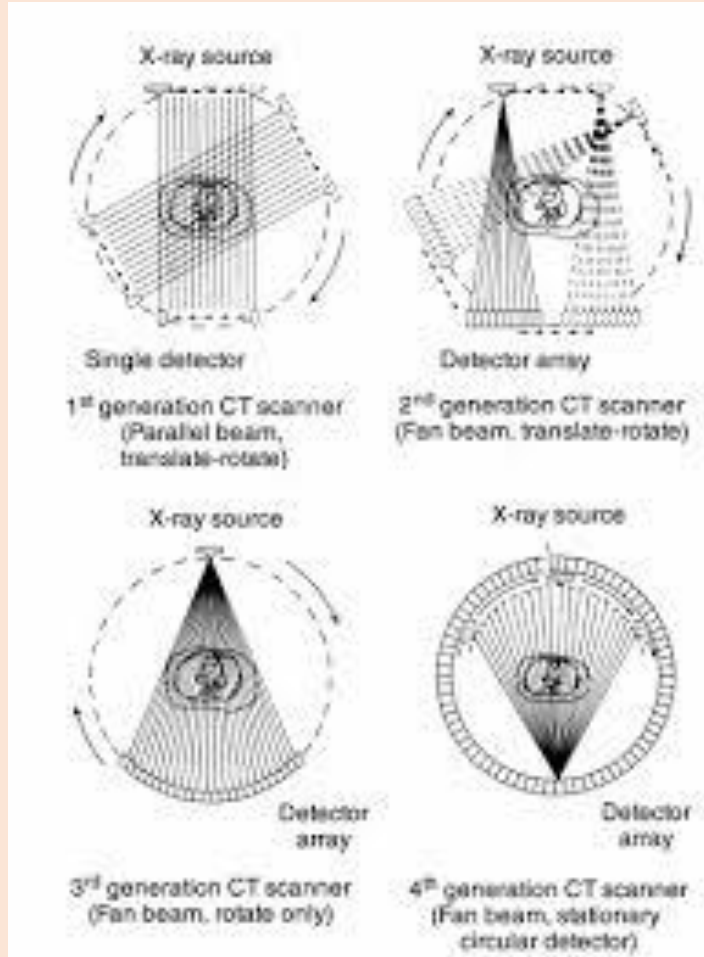 X-ray source
X-ray source
Single detector
Detector array
1st generation CT scanner
(Parallel beam,
translate-rotate)
2nd generation CT scanner
(Fan beam, translate-rotate)
X-ray source
X-ray source
Detector
array
Detector
array
3rd generation CT scanner
(Fan beam, rotate only)
4th generation CT scanner
(Fan beam, stationary
circular detector)